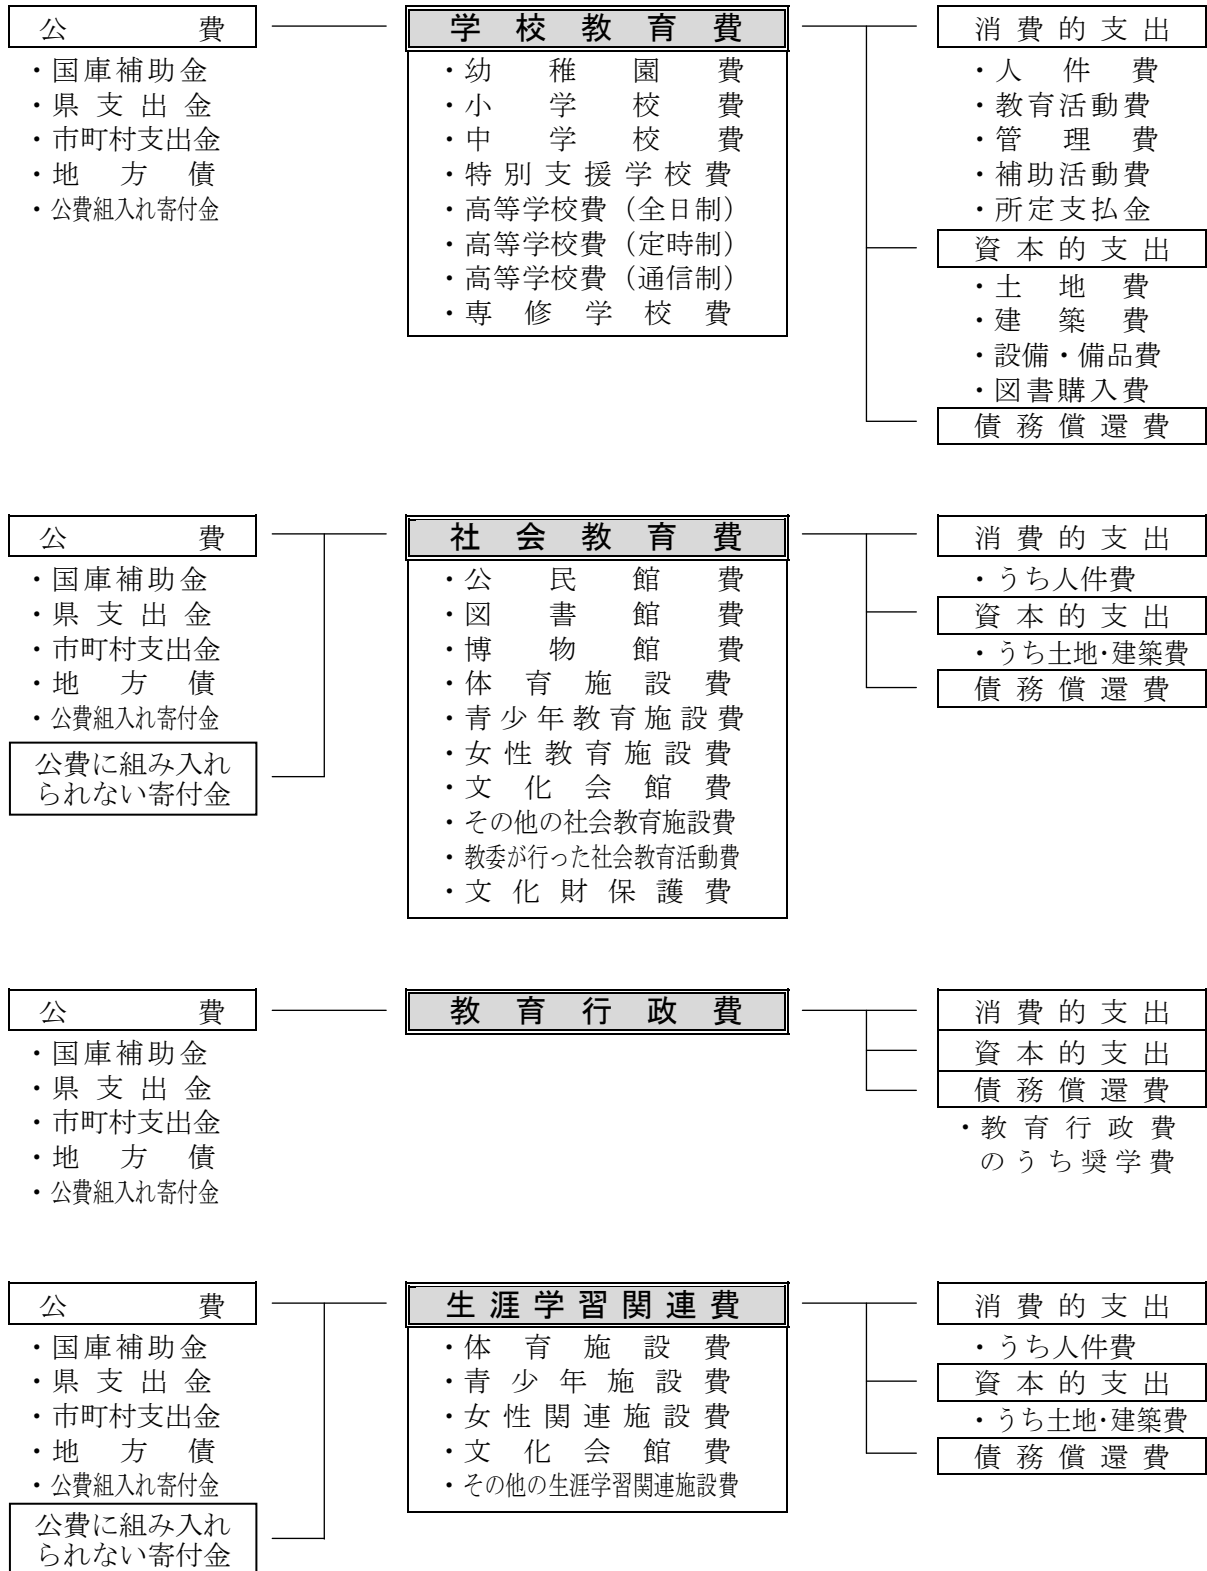 公費
・国庫補助金
・県支出金
・市町村支出金
・地方債
・公費組入れ寄付金
学校教育費
・幼稚園費
・小学校費
・中学校費
・特別支援学校費
・高等学校費（全日制）
・高等学校費（定時制）
・高等学校費（通信制）
・専修学校費
消費的支出
・人件費
・教育活動費
・管理費
・補助活動費
・所定支払金
資本的支出
・土地費
・建築費
・設備・備品費
・図書購入費
債務償還費
公費
・国庫補助金
・県支出金
・市町村支出金
・地方債
・公費組入れ寄付金
公費に組み入れ
られない寄付金
社会教育費
・公民館費
・図書館費
・博物館費
・体育施設費
・青少年教育施設費
・女性教育施設費
・文化会館費
・その他の社会教育施設費
・教委が行った社会教育活動費
・文化財保護費
消費的支出
・うち人件費
資本的支出
・うち土地・建築費
債務償還費
公費
・国庫補助金
・県支出金
・市町村支出金
・地方債
・公費組入れ寄付金
教育行政費
消費的支出
資本的支出
債務償還費
・教育行政費
のうち奨学費
公費
・国庫補助金
・県支出金
・市町村支出金
・地方債
・公費組入れ寄付金
公費に組み入れ
られない寄付金
生涯学習関連費
・体育施設費
・青少年施設費
・女性関連施設費
・文化会館費
・その他の生涯学習関連施設費
消費的支出
・うち人件費
資本的支出
・うち土地・建築費
債務償還費